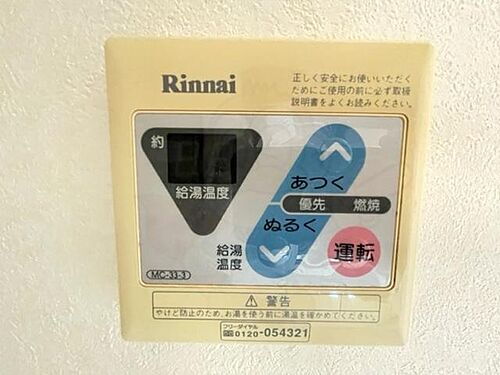 Rinnai
正しく安全にお使いいただく
ためにご使用の前に必ず取扱
説明書をよくお読みください。
約
給湯温度
あつく
優先 燃焼
ぬるく
給湯
温度
運転
MC-33-3
⚠警告
やけど防止のため、お湯を使う前に湯温を確かめてください。
フリーダイヤル
0120-054321